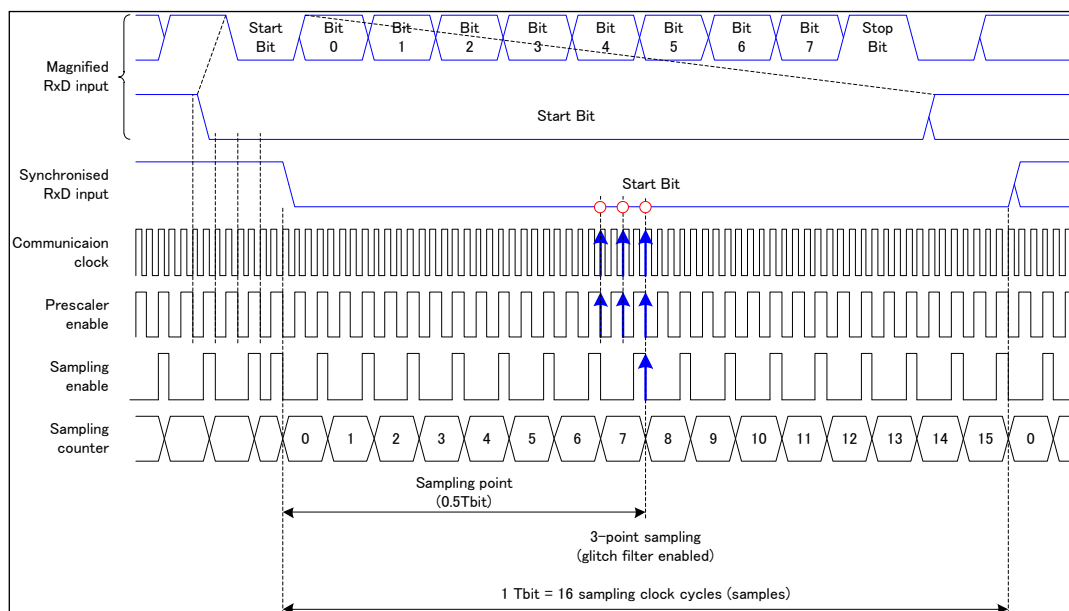 Start Bit Bit Bit Bit Bit Bit Bit Bit Stop
Bit 0 1 2 3 4 5 6 7 Bit
Magnified
RxD input
Start Bit
Synchronised
RxD input
Start Bit
Communicaion
clock
Prescaler
enable
Sampling
enable
Sampling
counter
0 1 2 3 4 5 6 7 8 9 10 11 12 13 14 15 0
Sampling point
(0.5Tbit)
3-point sampling
(glitch filter enabled)
1 Tbit = 16 sampling clock cycles (samples)